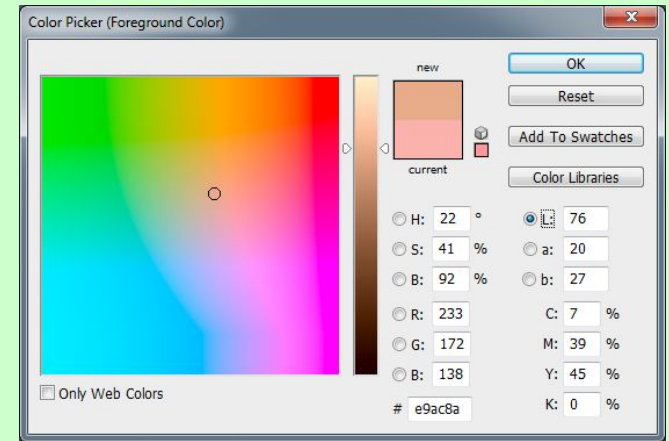 Color Picker (Foreground Color)
new
current
OK
Reset
Add To Swatches
Color Libraries
H: 22 °
S: 41 %
B: 92 %
R: 233
G: 172
B: 138
# e9ac8a
L: 76
a: 20
b: 27
C: 7 %
M: 39 %
Y: 45 %
K: 0 %
Only Web Colors